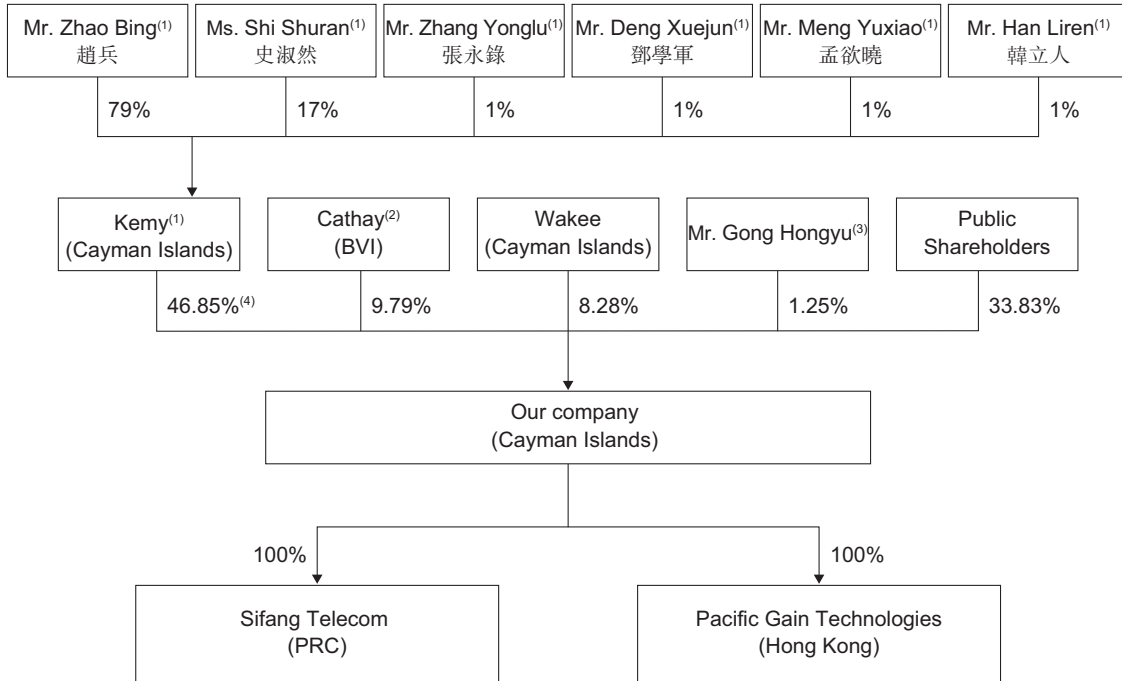 Mr. Zhao Bing(1)
趙兵
Ms. Shi Shuran(1)
史淑然
Mr. Zhang Yonglu(1)
張永錄
Mr. Deng Xuejun(1)
鄧學軍
Mr. Meng Yuxiao(1)
孟欲曉
Mr. Han Liren(1)
韓立人
79%
17%
1%
1%
1%
1%
Kemy(1)
(Cayman Islands)
Cathay(2)
(BVI)
Wakee
(Cayman Islands)
Mr. Gong Hongyu(3)
Public
Shareholders
46.85%(4)
9.79%
8.28%
1.25%
33.83%
Our company
(Cayman Islands)
100%
100%
Sifang Telecom
(PRC)
Pacific Gain Technologies
(Hong Kong)